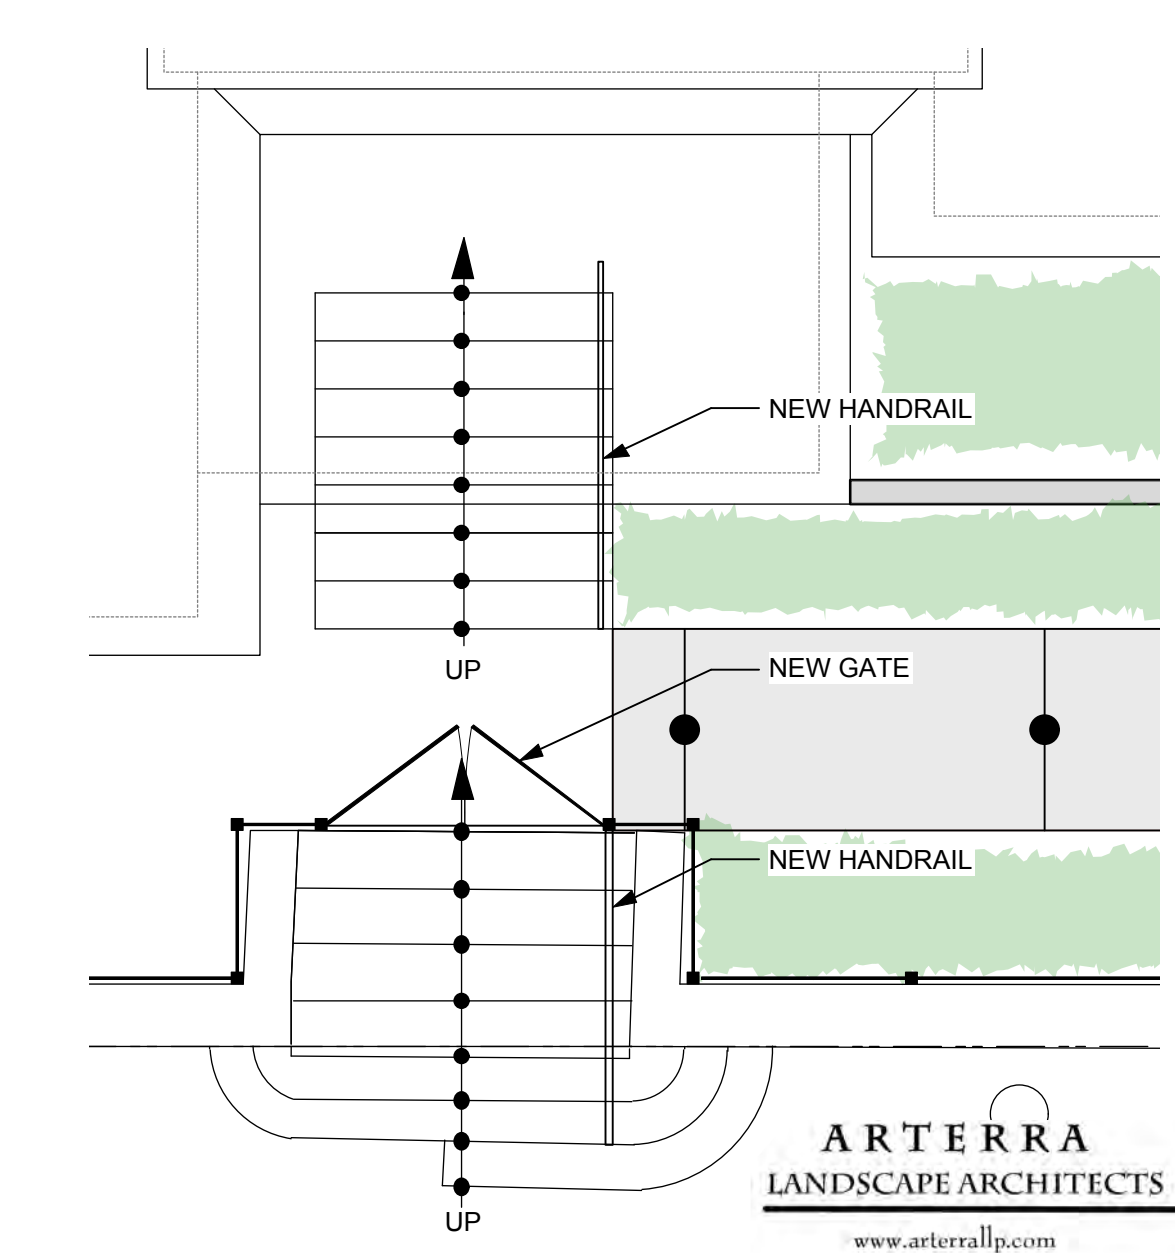 NEW HANDRAIL
UP
NEW GATE
NEW HANDRAIL
UP
ARTERRA
LANDSCAPE ARCHITECTS
www.arterrallp.com